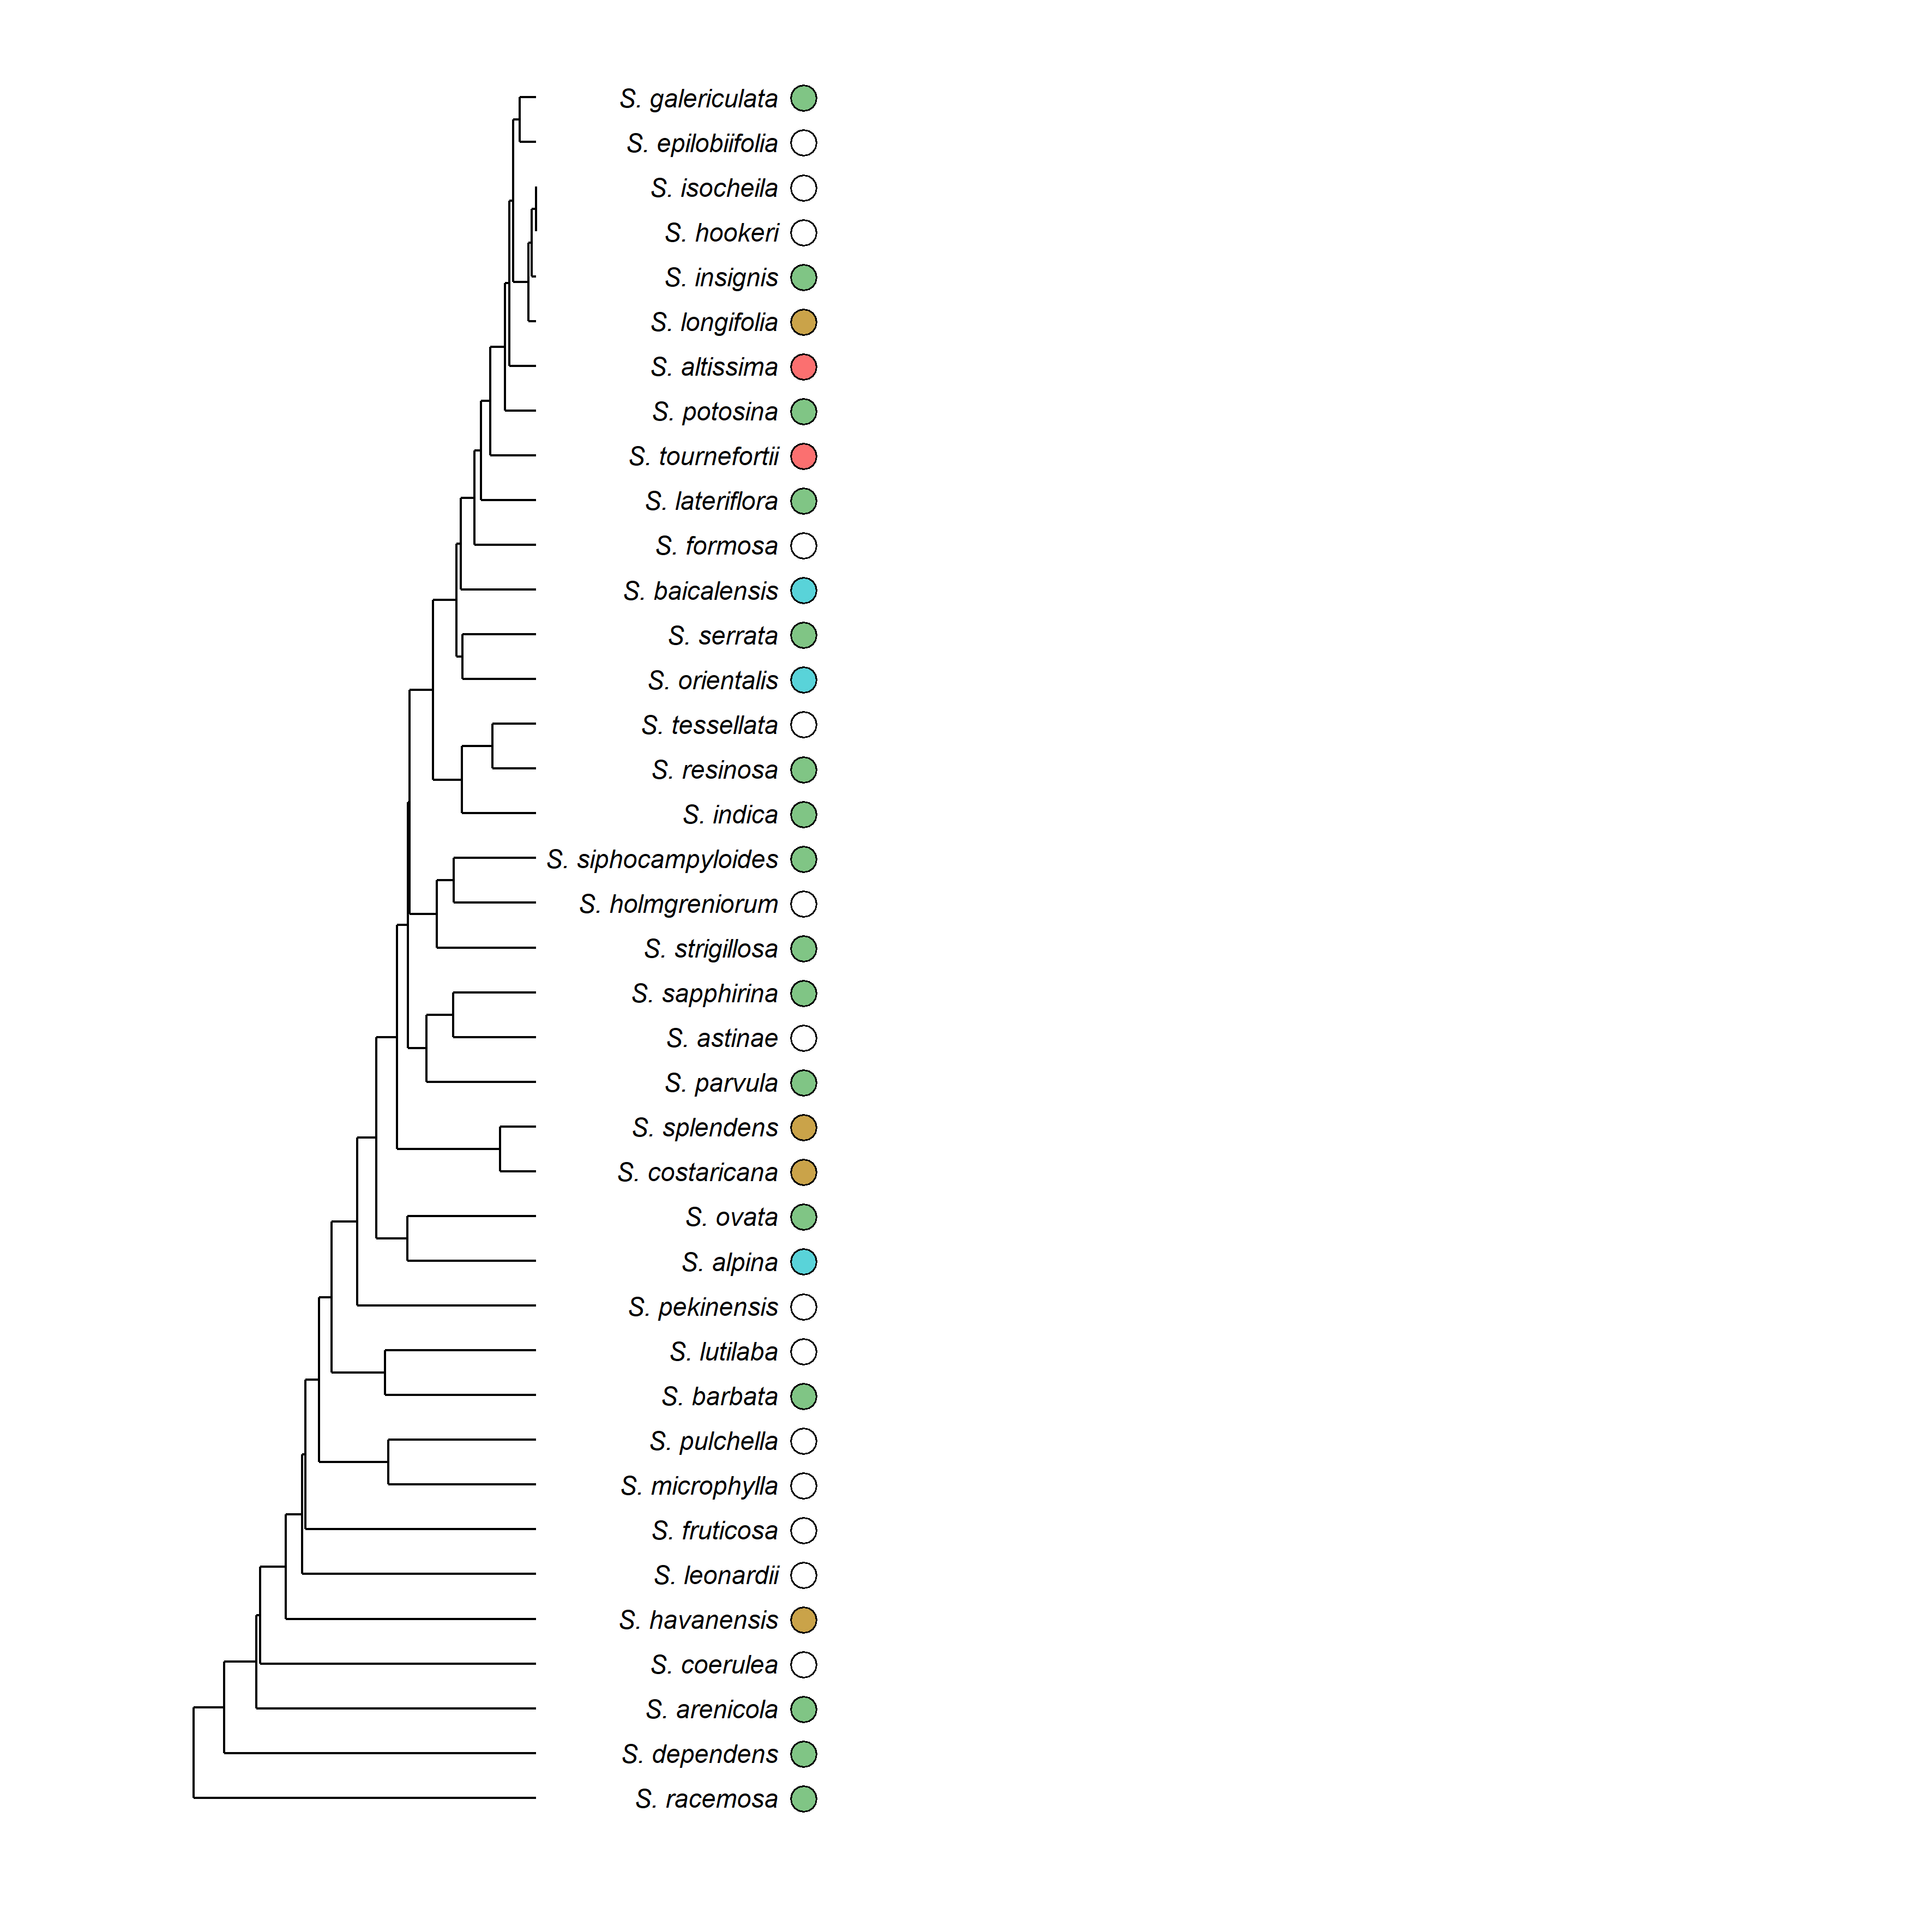 S. galericulata
S. epilobiifolia
S. isocheila
S. hookeri
S. insignis
S. longifolia
S. altissima
S. potosina
S. tournefortii
S. lateriflora
S. formosa
S. baicalensis
S. serrata
S. orientalis
S. tessellata
S. resinosa
S. indica
S. siphocampyloides
S. holmgreniorum
S. strigillosa
S. sapphirina
S. astinae
S. parvula
S. splendens
S. costaricana
S. ovata
S. alpina
S. pekinensis
S. lutilaba
S. barbata
S. pulchella
S. microphylla
S. fruticosa
S. leonardii
S. havanensis
S. coerulea
S. arenicola
S. dependens
S. racemosa